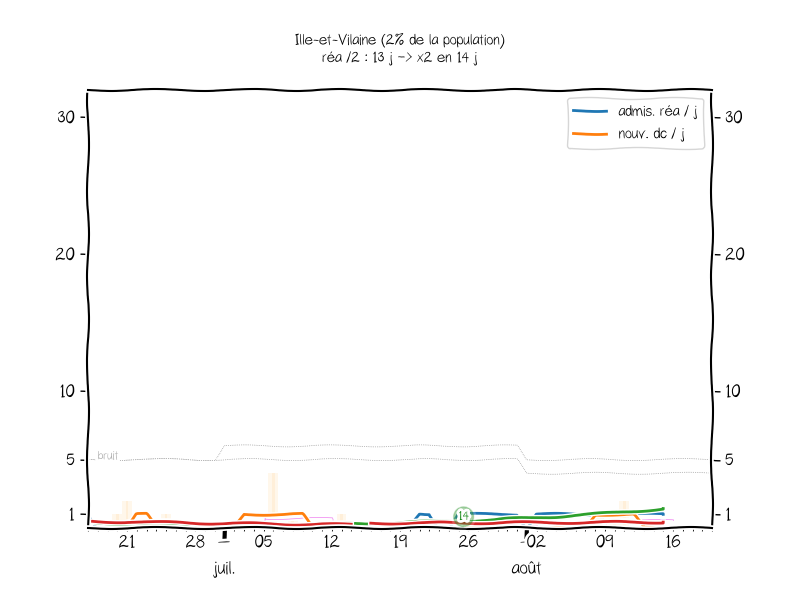 Ille-et-Vilaine (2% de la population)
réa /2 : 13 j -> x2 en 14 j
admis. réa / j
nouv. dc / j
30
30
20
20
10
10
bruit
5
5
14
1
1
21 28 05 12 19 26 02 09 16
juil. août